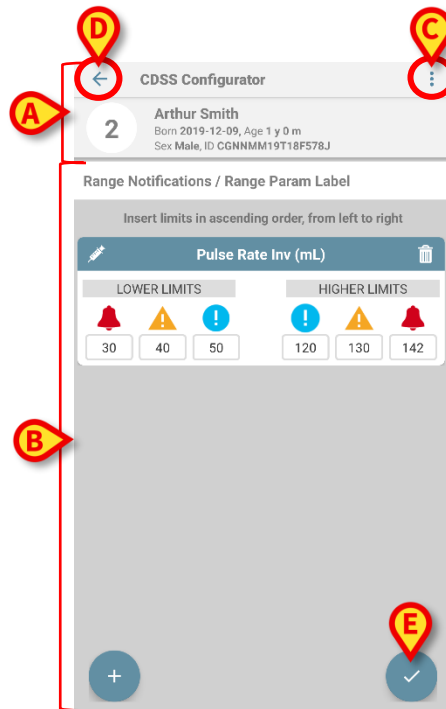 D
C
CDSS Configurator
A
2
Arthur Smith
Born 2019-12-09, Age 1 y 0 m
Sex Male, ID CGNNMM19T18F578J
Range Notifications / Range Param Label
Insert limits in ascending order, from left to right
Pulse Rate Inv (mL)
LOWER LIMITS HIGHER LIMITS
30 40 50 120 130 142
B
E